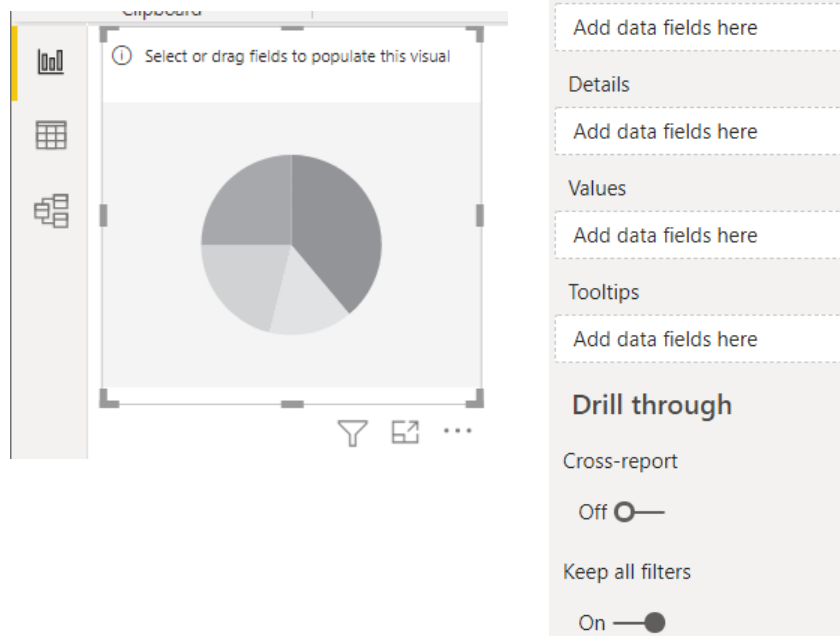 Clipboard
Select or drag fields to populate this visual
Add data fields here
Details
Add data fields here
Values
Add data fields here
Tooltips
Add data fields here
Drill through
Cross-report
Off
Keep all filters
On